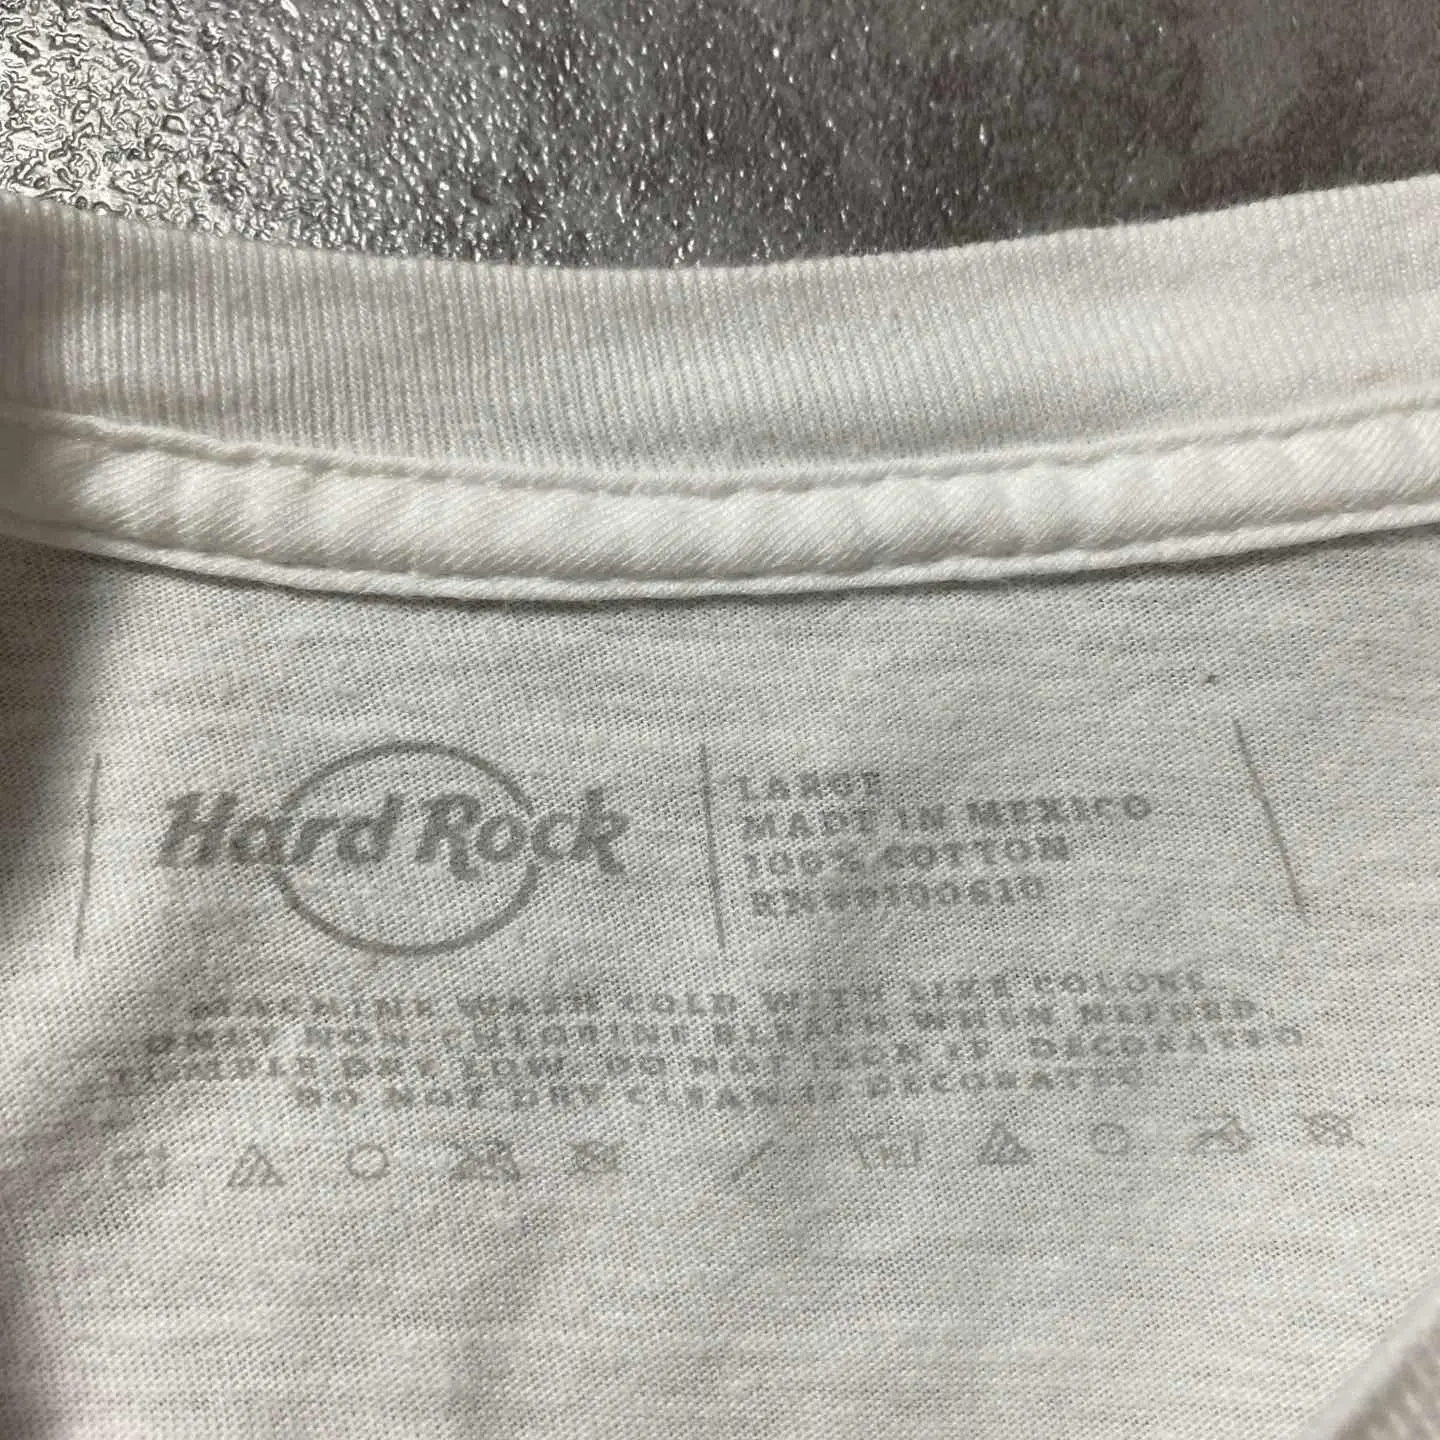 Hard Rock
LARGE
MADE IN MEXICO
100% COTTON
MACHINE WASH COLD WITH LIKE COLORS.
ONLY NON-CHLORINE BLEACH WHEN NEEDED.
TUMBLE DRY LOW. DO NOT IRON IF DECORATED
DO NOT DRY CLEAN IF DECORATED.